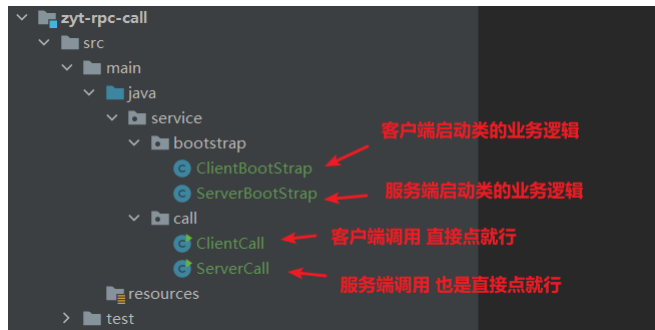 zyt-rpc-call
src
main
java
service
bootstrap
客户端启动类的业务逻辑
ClientBootStrap
ServerBootStrap
服务端启动类的业务逻辑
call
ClientCall
客户端调用 直接点就行
ServerCall
服务端调用 也是直接点就行
resources
test